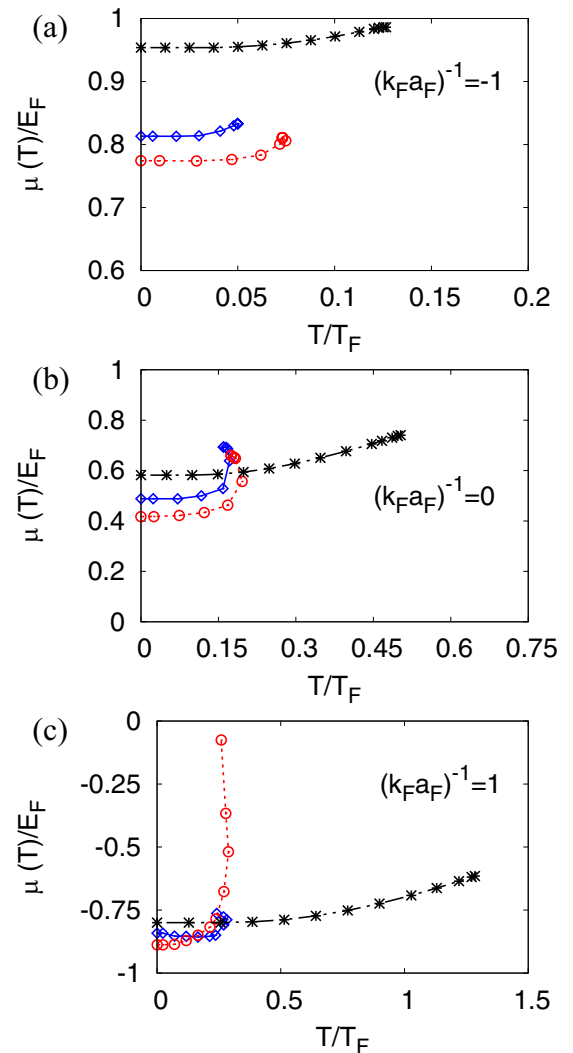 (a)
1
0.9
0.8
0.7
0.6
μ (T)/E_F
(k_F a_F)^-1=-1
0 0.05 0.1 0.15 0.2
T/T_F
(b)
1
0.8
0.6
0.4
0.2
0
μ (T)/E_F
(k_F a_F)^-1=0
0 0.15 0.3 0.45 0.6 0.75
T/T_F
(c)
0
-0.25
-0.5
-0.75
-1
μ (T)/E_F
(k_F a_F)^-1=1
0 0.5 1 1.5
T/T_F